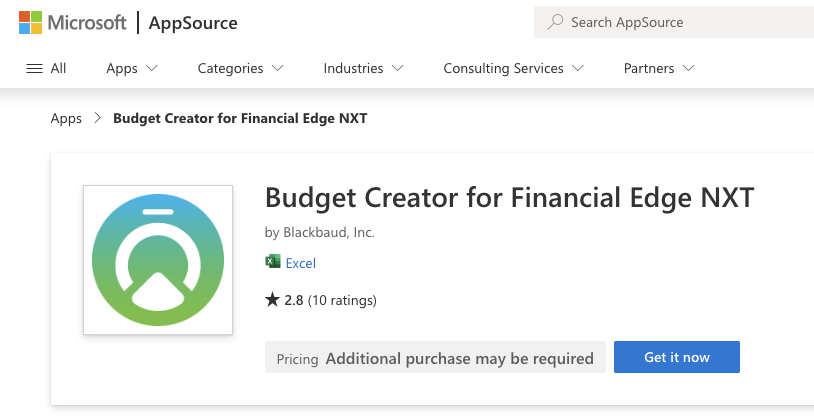 Microsoft | AppSource
Search AppSource
All Apps Categories Industries Consulting Services Partners
Apps > Budget Creator for Financial Edge NXT
Budget Creator for Financial Edge NXT
by Blackbaud, Inc.
Excel
★ 2.8 (10 ratings)
Pricing Additional purchase may be required
Get it now